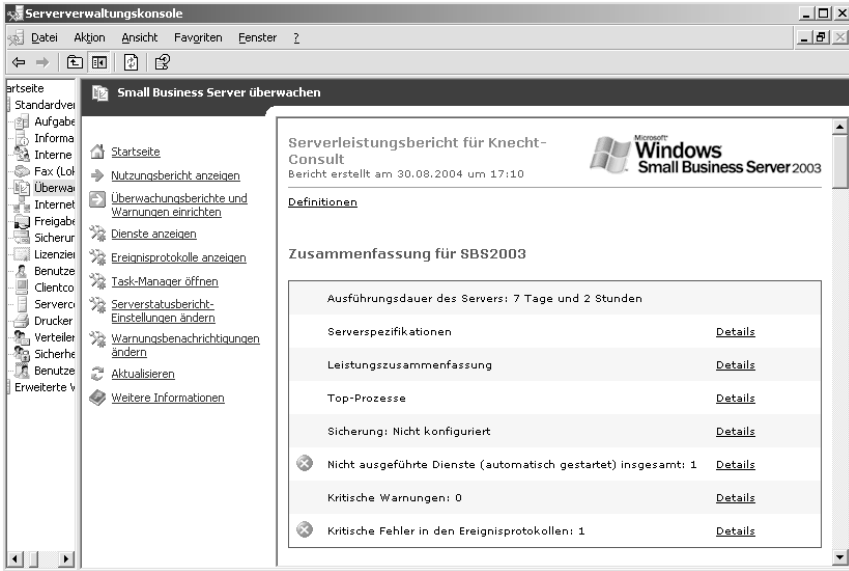 Serververwaltungskonsole
Datei Aktion Ansicht Favoriten Fenster ?
artseite
Standardver
Aufgabe
Informa
Interne
Fax (Lok
Überwac
Internet
Freigabe
Sicherun
Lizenzie
Benutze
Clientco
Serverco
Drucker
Verteiler
Sicherhe
Benutze
Erweiterte V
Small Business Server überwachen
Startseite
Nutzungsbericht anzeigen
Überwachungsberichte und
Warnungen einrichten
Dienste anzeigen
Ereignisprotokolle anzeigen
Task-Manager öffnen
Serverstatusbericht-
Einstellungen ändern
Warnungsbenachrichtigungen
ändern
Aktualisieren
Weitere Informationen
Serverleistungsbericht für Knecht-
Consult
Bericht erstellt am 30.08.2004 um 17:10
Microsoft
Windows
Small Business Server 2003
Definitionen
Zusammenfassung für SBS2003
Ausführungsdauer des Servers: 7 Tage und 2 Stunden
Serverspezifikationen Details
Leistungszusammenfassung Details
Top-Prozesse Details
Sicherung: Nicht konfiguriert Details
Nicht ausgeführte Dienste (automatisch gestartet) insgesamt: 1 Details
Kritische Warnungen: 0 Details
Kritische Fehler in den Ereignisprotokollen: 1 Details